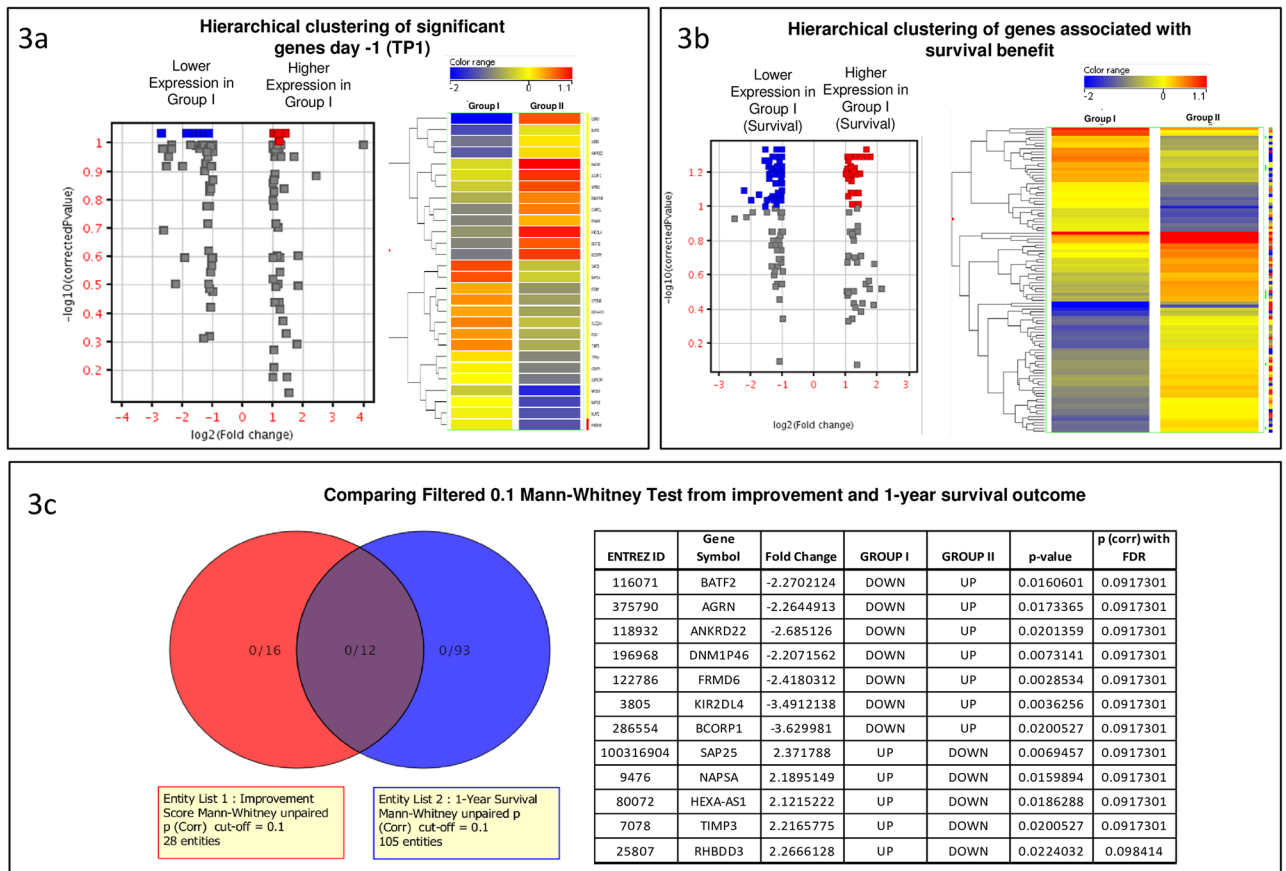 3a
Hierarchical clustering of significant
genes day -1 (TP1)
Lower
Expression in
Group I
Higher
Expression in
Group I
Color range
-2 0 1.1
Group I Group II
1
0.9
0.8
0.7
0.6
0.5
0.4
0.3
0.2
-log10(correctedPvalue)
-4 -3 -2 -1 0 1 2 3 4
log2(Fold change)
3b
Hierarchical clustering of genes associated with
survival benefit
Lower
Expression in
Group I
(Survival)
Higher
Expression in
Group I
(Survival)
Color range
-2 0 1.1
Group I Group II
1.2
1
0.8
0.6
0.4
0.2
-log10(correctedPvalue)
-3 -2 -1 0 1 2 3
log2(Fold change)
3c
Comparing Filtered 0.1 Mann-Whitney Test from improvement and 1-year survival outcome
0/16 0/12 0/93
Entity List 1 : Improvement
Score Mann-Whitney unpaired
p (Corr) cut-off = 0.1
28 entities
Entity List 2 : 1-Year Survival
Mann-Whitney unpaired p
(Corr) cut-off = 0.1
105 entities
ENTREZ ID Gene Symbol Fold Change GROUP I GROUP II p-value p (corr) with FDR
116071 BATF2 -2.2702124 DOWN UP 0.0160601 0.0917301
375790 AGRN -2.2644913 DOWN UP 0.0173365 0.0917301
118932 ANKRD22 -2.685126 DOWN UP 0.0201359 0.0917301
196968 DNM1P46 -2.2071562 DOWN UP 0.0073141 0.0917301
122786 FRMD6 -2.4180312 DOWN UP 0.0028534 0.0917301
3805 KIR2DL4 -3.4912138 DOWN UP 0.0036256 0.0917301
286554 BCORP1 -3.629981 DOWN UP 0.0200527 0.0917301
100316904 SAP25 2.371788 UP DOWN 0.0069457 0.0917301
9476 NAPSA 2.1895149 UP DOWN 0.0159894 0.0917301
80072 HEXA-AS1 2.1215222 UP DOWN 0.0186288 0.0917301
7078 TIMP3 2.2165775 UP DOWN 0.0200527 0.0917301
25807 RHBDD3 2.2666128 UP DOWN 0.0224032 0.098414